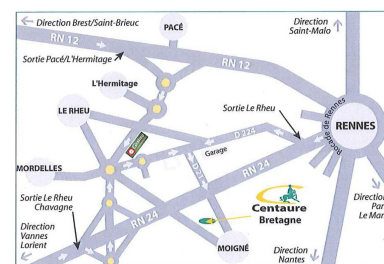 Direction Brest/Saint-Brieuc
PACÉ
Direction
Saint-Malo
RN 12
RN 12
Sortie Pacé/L'Hermitage
L'Hermitage
LE RHEU
Sortie Le Rheu
Rocade de Rennes
RENNES
D 224
Garage
MORDELLES
RN 24
Sortie Le Rheu
Chavagne
Centaure
Bretagne
RN 24
Direction
Vannes
Lorient
MOIGNÉ
Direction
Nantes
Le Ma